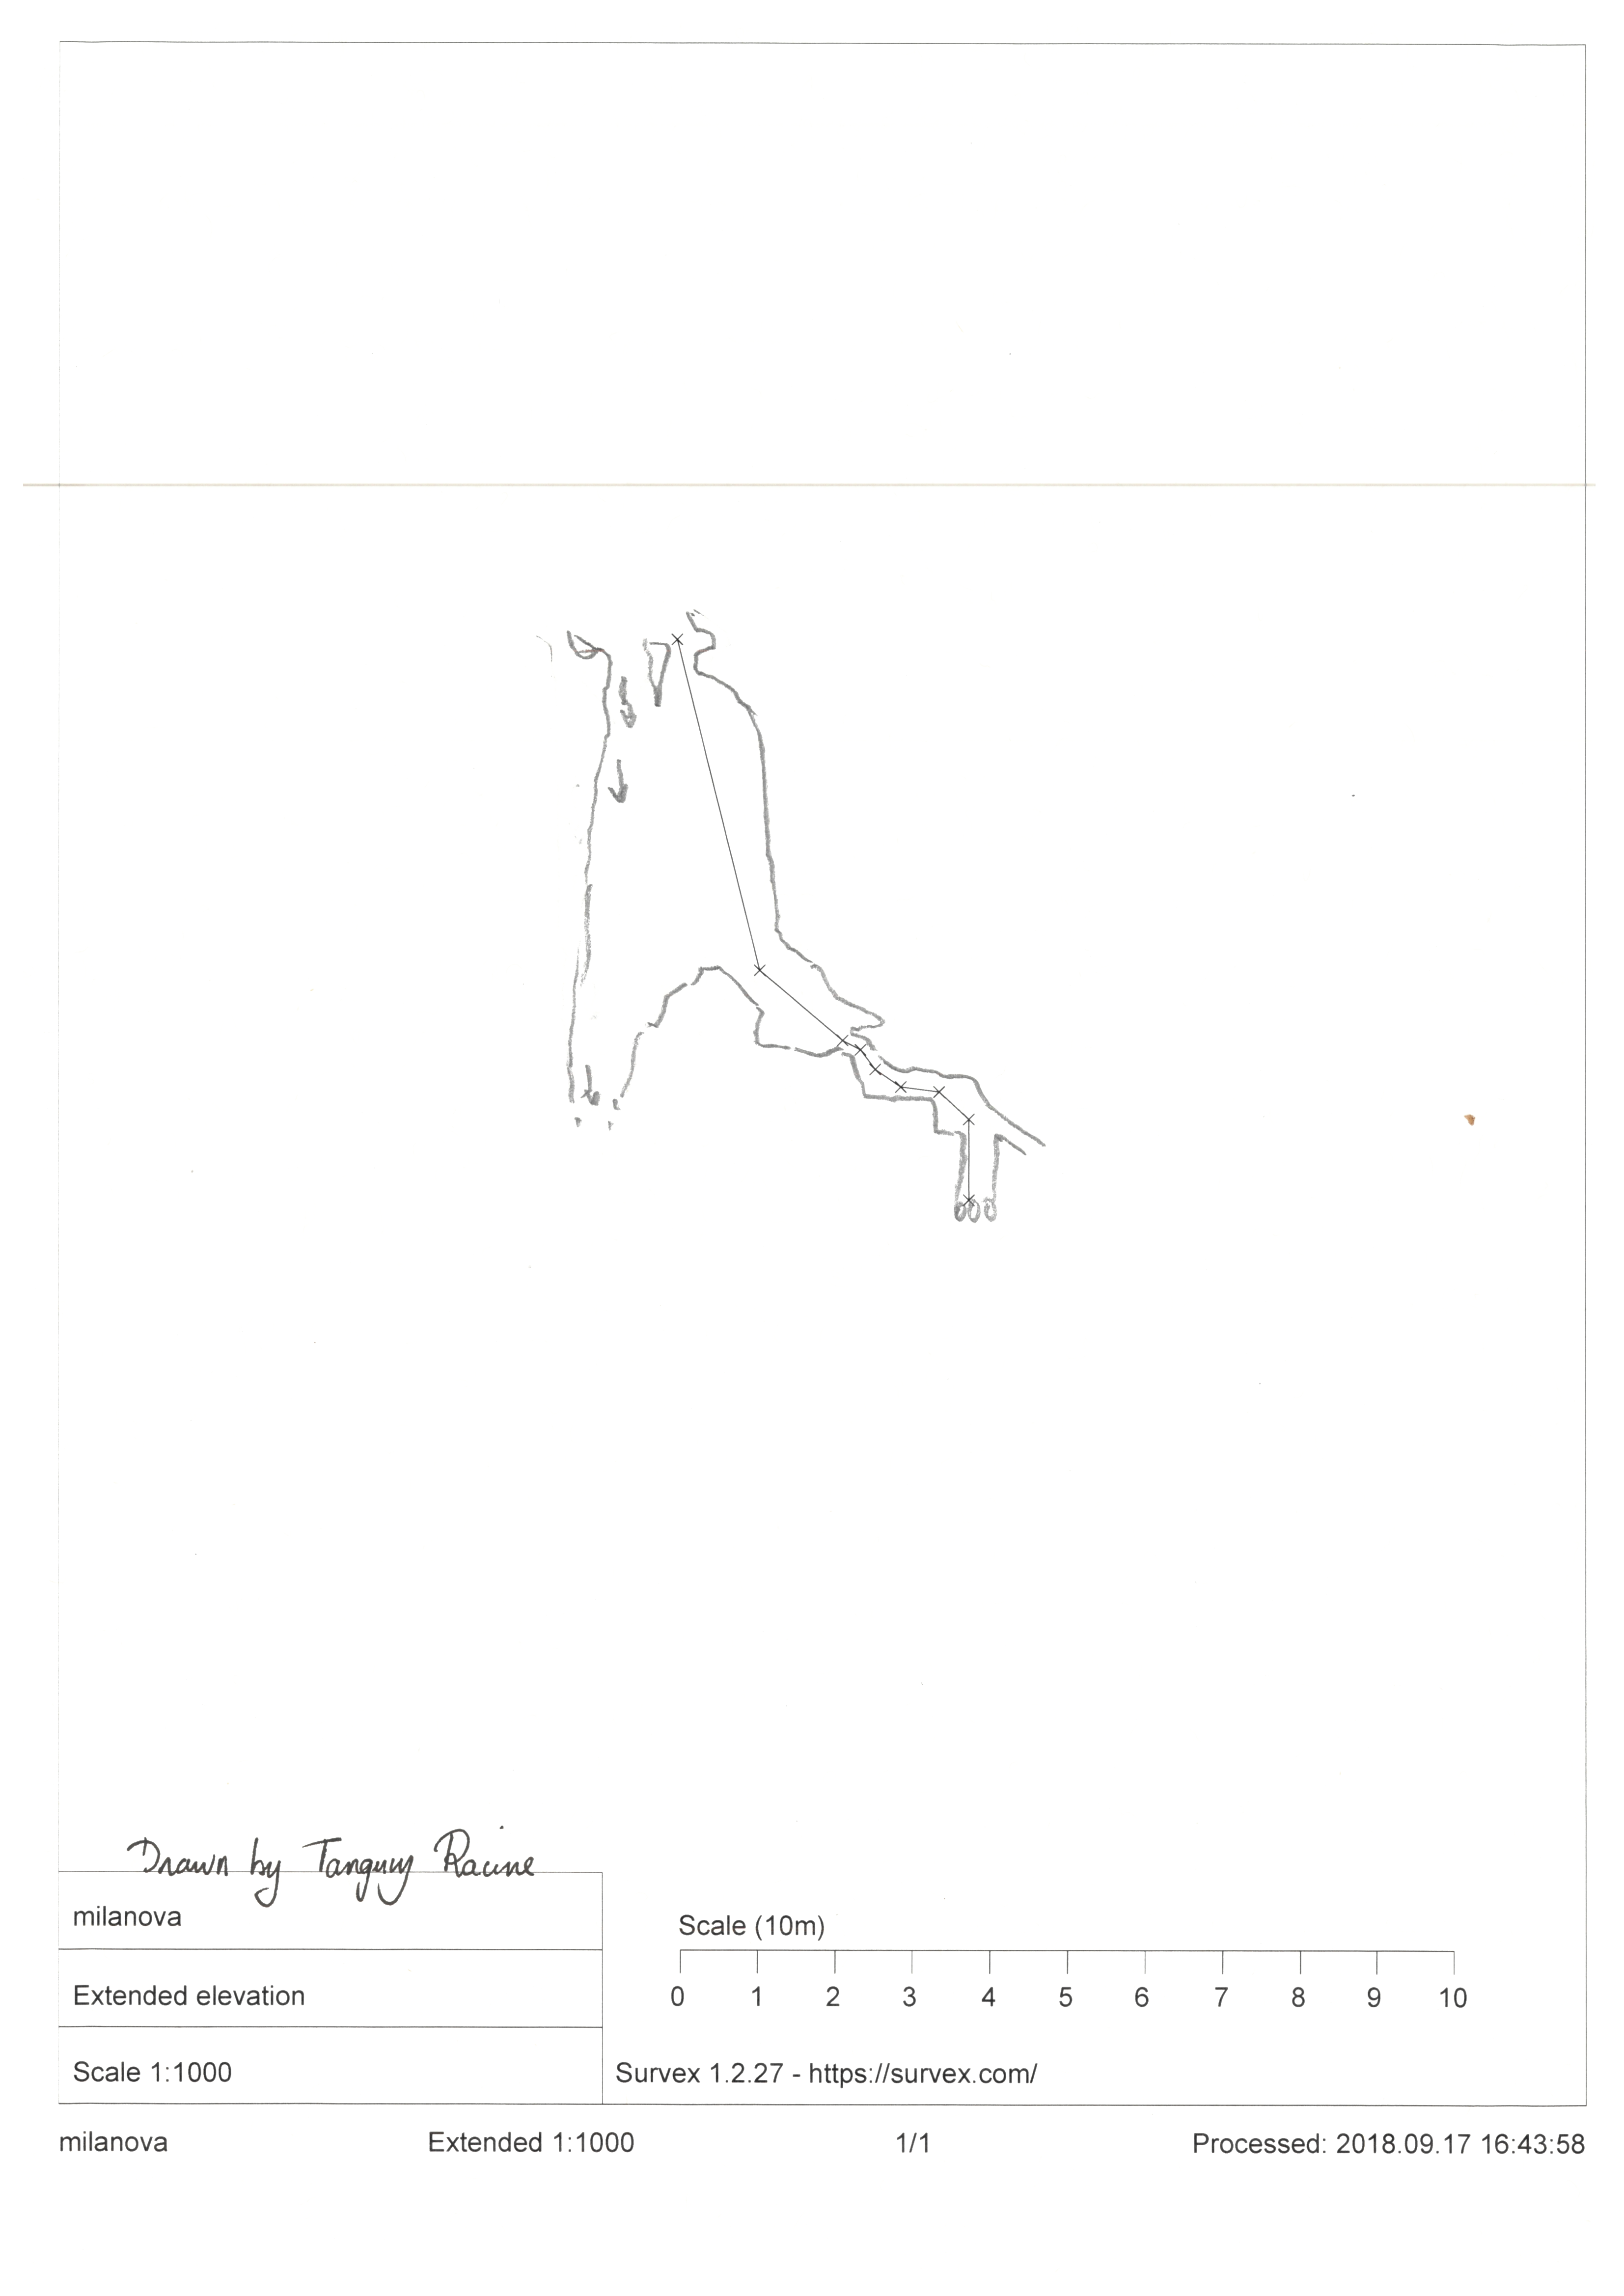 Drawn by Tanguy Racine
milanova
Extended elevation
Scale 1:1000
Scale (10m)
0 1 2 3 4 5 6 7 8 9 10
Survex 1.2.27 - https://survex.com/
milanova Extended 1:1000 1/1 Processed: 2018.09.17 16:43:58